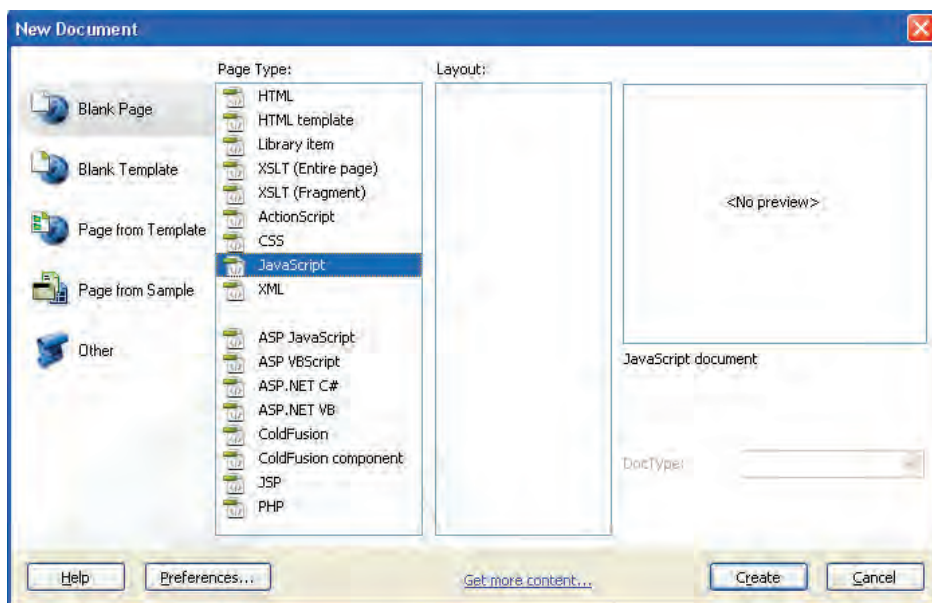 New Document
Blank Page
Blank Template
Page from Template
Page from Sample
Other
Page Type:
HTML
HTML template
Library item
XSLT (Entire page)
XSLT (Fragment)
ActionScript
CSS
JavaScript
XML
ASP JavaScript
ASP VBScript
ASP.NET C#
ASP.NET VB
ColdFusion
ColdFusion component
JSP
PHP
Layout:
<No preview>
JavaScript document
DocType:
Help
Preferences...
Get more content...
Create
Cancel